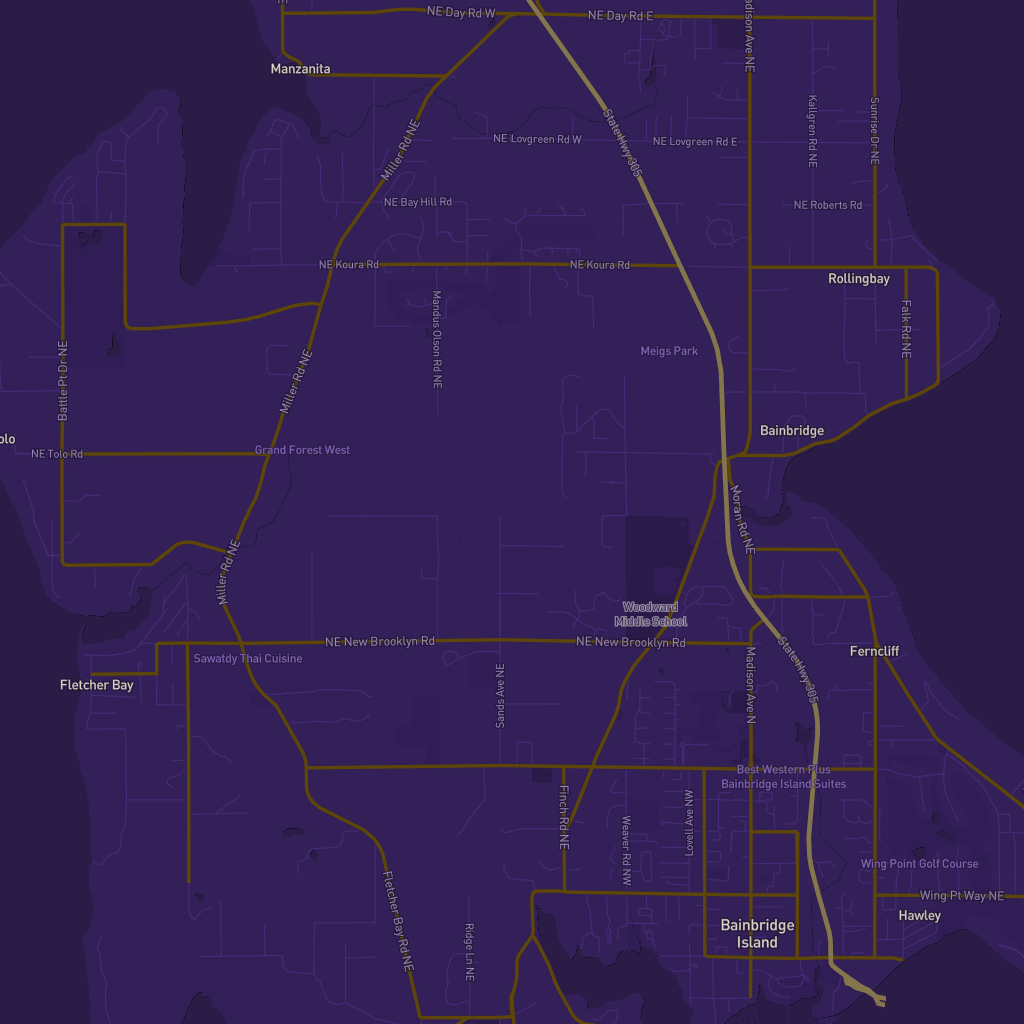 NE Day Rd W
NE Day Rd E
Madison Ave NE
Manzanita
Miller Rd NE
State Hwy 305
Kallgren Rd NE
Sunrise Dr NE
NE Lovgreen Rd W
NE Lovgreen Rd E
NE Bay Hill Rd
NE Roberts Rd
NE Koura Rd
NE Koura Rd
Rollingbay
Mandus Olson Rd NE
Falk Rd NE
Meigs Park
Battle Pt Dr NE
Miller Rd NE
Bainbridge
olo
NE Tolo Rd
Grand Forest West
Moran Rd NE
Miller Rd NE
Woodward
Middle School
NE New Brooklyn Rd
NE New Brooklyn Rd
Ferncliff
Sawatdy Thai Cuisine
State Hwy 305
Fletcher Bay
Sands Ave NE
Madison Ave N
Best Western Plus
Bainbridge Island Suites
Finch Rd NE
Weaver Rd NW
Lovell Ave NW
Wing Point Golf Course
Fletcher Bay Rd NE
Wing Pt Way NE
Hawley
Ridge Ln NE
Bainbridge
Island